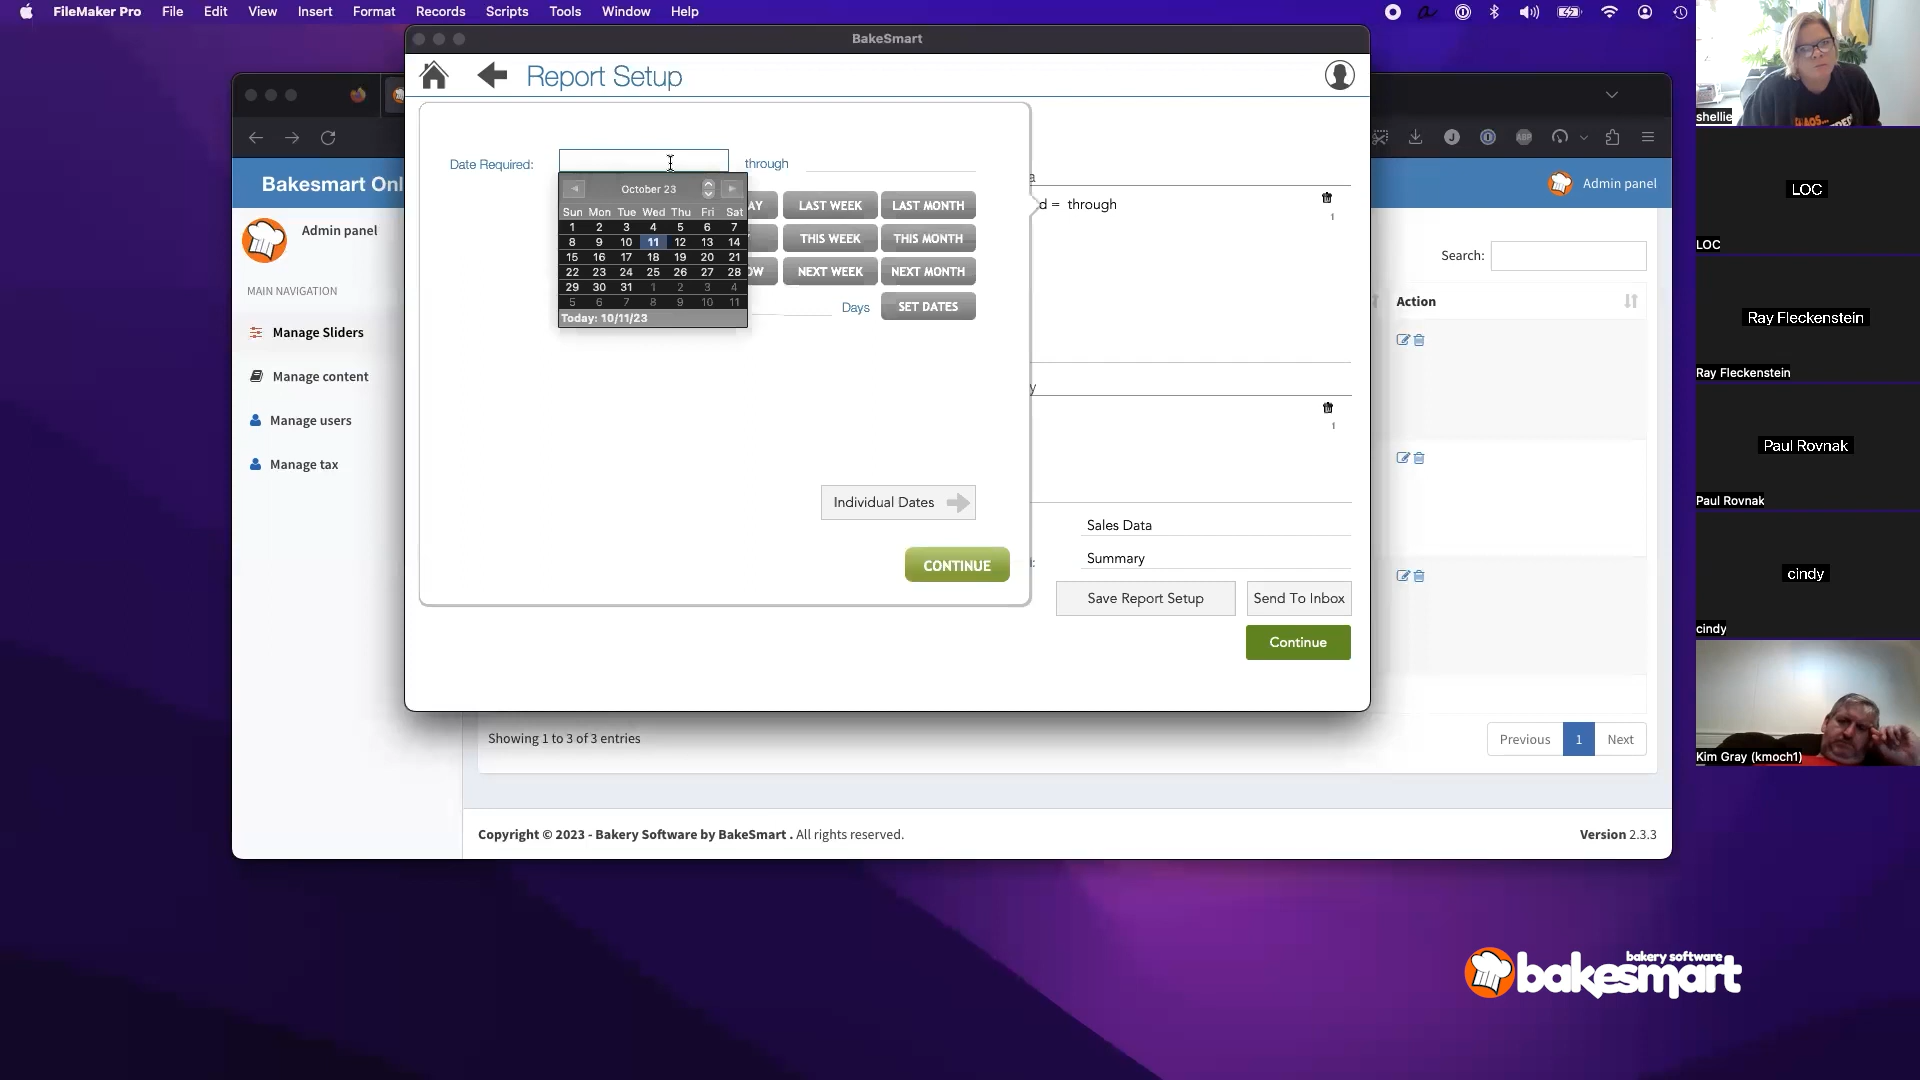 FileMaker Pro File Edit View Insert Format Records Scripts Tools Window Help
BakeSmart
Report Setup
Date Required:
through
October 23
Sun Mon Tue Wed Thu Fri Sat
1 2 3 4 5 6 7
8 9 10 11 12 13 14
15 16 17 18 19 20 21
22 23 24 25 26 27 28
29 30 31 1 2 3 4
5 6 7 8 9 10 11
Today: 10/11/23
AY
LAST WEEK
LAST MONTH
THIS WEEK
THIS MONTH
OW
NEXT WEEK
NEXT MONTH
Days
SET DATES
Individual Dates
CONTINUE
a
d = through
1
y
1
Sales Data
Summary
Save Report Setup
Send To Inbox
Continue
Bakesmart Onl
Admin panel
MAIN NAVIGATION
Manage Sliders
Manage content
Manage users
Manage tax
ABP
Admin panel
Search:
Action
Showing 1 to 3 of 3 entries
Previous 1 Next
Copyright © 2023 - Bakery Software by BakeSmart . All rights reserved.
Version 2.3.3
bakery software
bakesmart
shellie
LOC
LOC
Ray Fleckenstein
Ray Fleckenstein
Paul Rovnak
Paul Rovnak
cindy
cindy
Kim Gray (kmoch1)